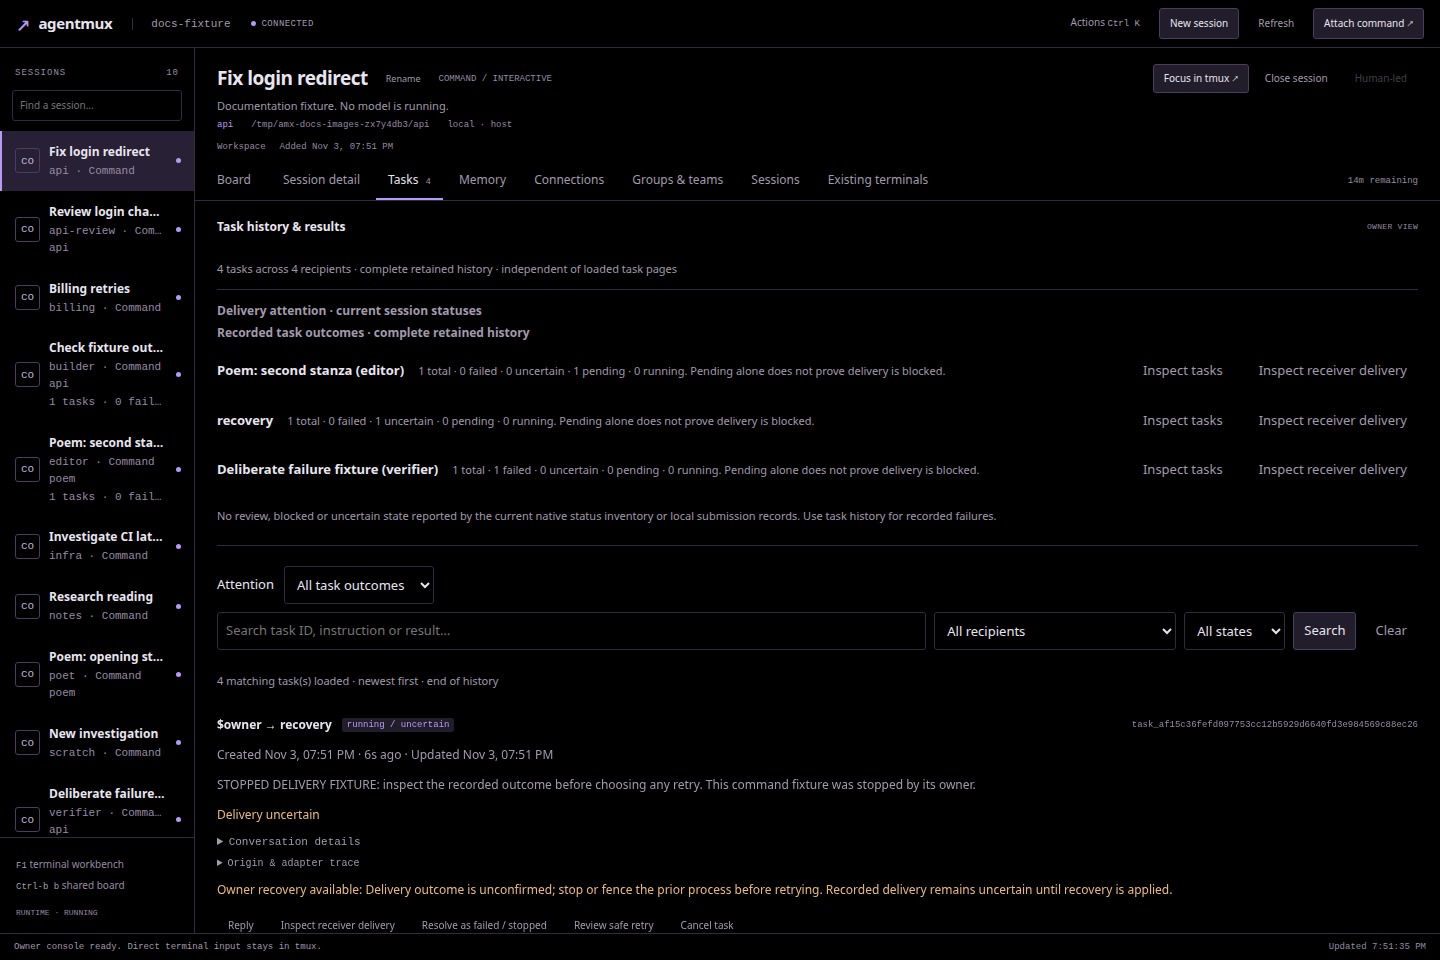 ↗ agentmux docs-fixture CONNECTED Actions Ctrl K New session Refresh Attach command ↗
SESSIONS 10
Find a session...
CO Fix login redirect
api · Command
CO Review login cha...
api-review · Com...
api
CO Billing retries
billing · Command
CO Check fixture out...
builder · Command
api
1 tasks · 0 fail...
CO Poem: second sta...
editor · Command
poem
1 tasks · 0 fail...
CO Investigate CI lat...
infra · Command
CO Research reading
notes · Command
CO Poem: opening st...
poet · Command
poem
CO New investigation
scratch · Command
CO Deliberate failure...
verifier · Comma...
api
F1 terminal workbench
Ctrl-b b shared board
RUNTIME · RUNNING
Fix login redirect Rename COMMAND / INTERACTIVE Focus in tmux ↗ Close session Human-led
Documentation fixture. No model is running.
api /tmp/amx-docs-images-zx7y4db3/api local · host
Workspace Added Nov 3, 07:51 PM
Board Session detail Tasks 4 Memory Connections Groups & teams Sessions Existing terminals 14m remaining
Task history & results OWNER VIEW
4 tasks across 4 recipients · complete retained history · independent of loaded task pages
Delivery attention · current session statuses
Recorded task outcomes · complete retained history
Poem: second stanza (editor) 1 total · 0 failed · 0 uncertain · 1 pending · 0 running. Pending alone does not prove delivery is blocked. Inspect tasks Inspect receiver delivery
recovery 1 total · 0 failed · 1 uncertain · 0 pending · 0 running. Pending alone does not prove delivery is blocked. Inspect tasks Inspect receiver delivery
Deliberate failure fixture (verifier) 1 total · 1 failed · 0 uncertain · 0 pending · 0 running. Pending alone does not prove delivery is blocked. Inspect tasks Inspect receiver delivery
No review, blocked or uncertain state reported by the current native status inventory or local submission records. Use task history for recorded failures.
Attention All task outcomes
Search task ID, instruction or result... All recipients All states Search Clear
4 matching task(s) loaded · newest first · end of history
$owner → recovery running / uncertain task_af15c36fefd097753cc12b5929d6640fd3e984569c88ec26
Created Nov 3, 07:51 PM · 6s ago · Updated Nov 3, 07:51 PM
STOPPED DELIVERY FIXTURE: inspect the recorded outcome before choosing any retry. This command fixture was stopped by its owner.
Delivery uncertain
▶ Conversation details
▶ Origin & adapter trace
Owner recovery available: Delivery outcome is unconfirmed; stop or fence the prior process before retrying. Recorded delivery remains uncertain until recovery is applied.
Reply Inspect receiver delivery Resolve as failed / stopped Review safe retry Cancel task
Owner console ready. Direct terminal input stays in tmux. Updated 7:51:35 PM